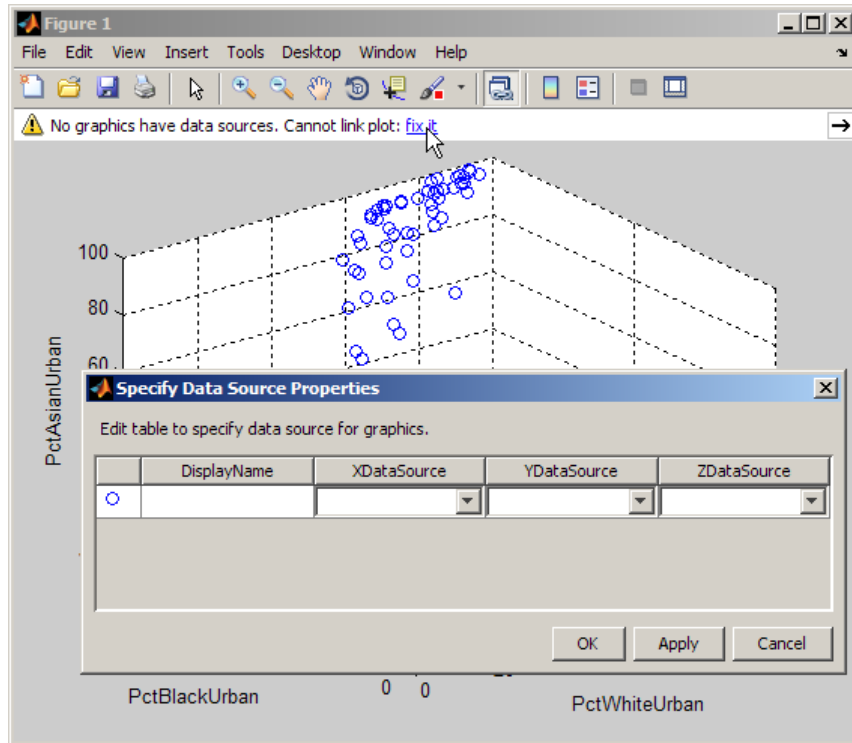 Figure 1
File Edit View Insert Tools Desktop Window Help
No graphics have data sources. Cannot link plot: fix it
100
80
60
PctAsianUrban
Specify Data Source Properties
Edit table to specify data source for graphics.
DisplayName XDataSource YDataSource ZDataSource
OK Apply Cancel
0 0
PctBlackUrban
PctWhiteUrban